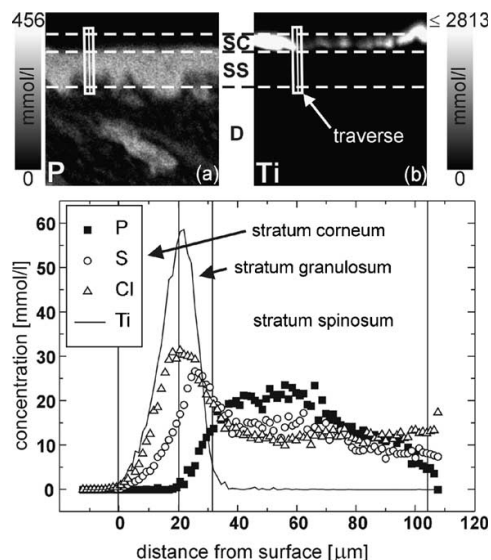 456
mmol/l
0
P
(a)
SC
SS
D
Ti
traverse
(b)
≤ 2813
mmol/l
0
concentration [mmol/l]
60
50
40
30
20
10
0
P
S
Cl
Ti
stratum corneum
stratum granulosum
stratum spinosum
0 20 40 60 80 100 120
distance from surface [µm]